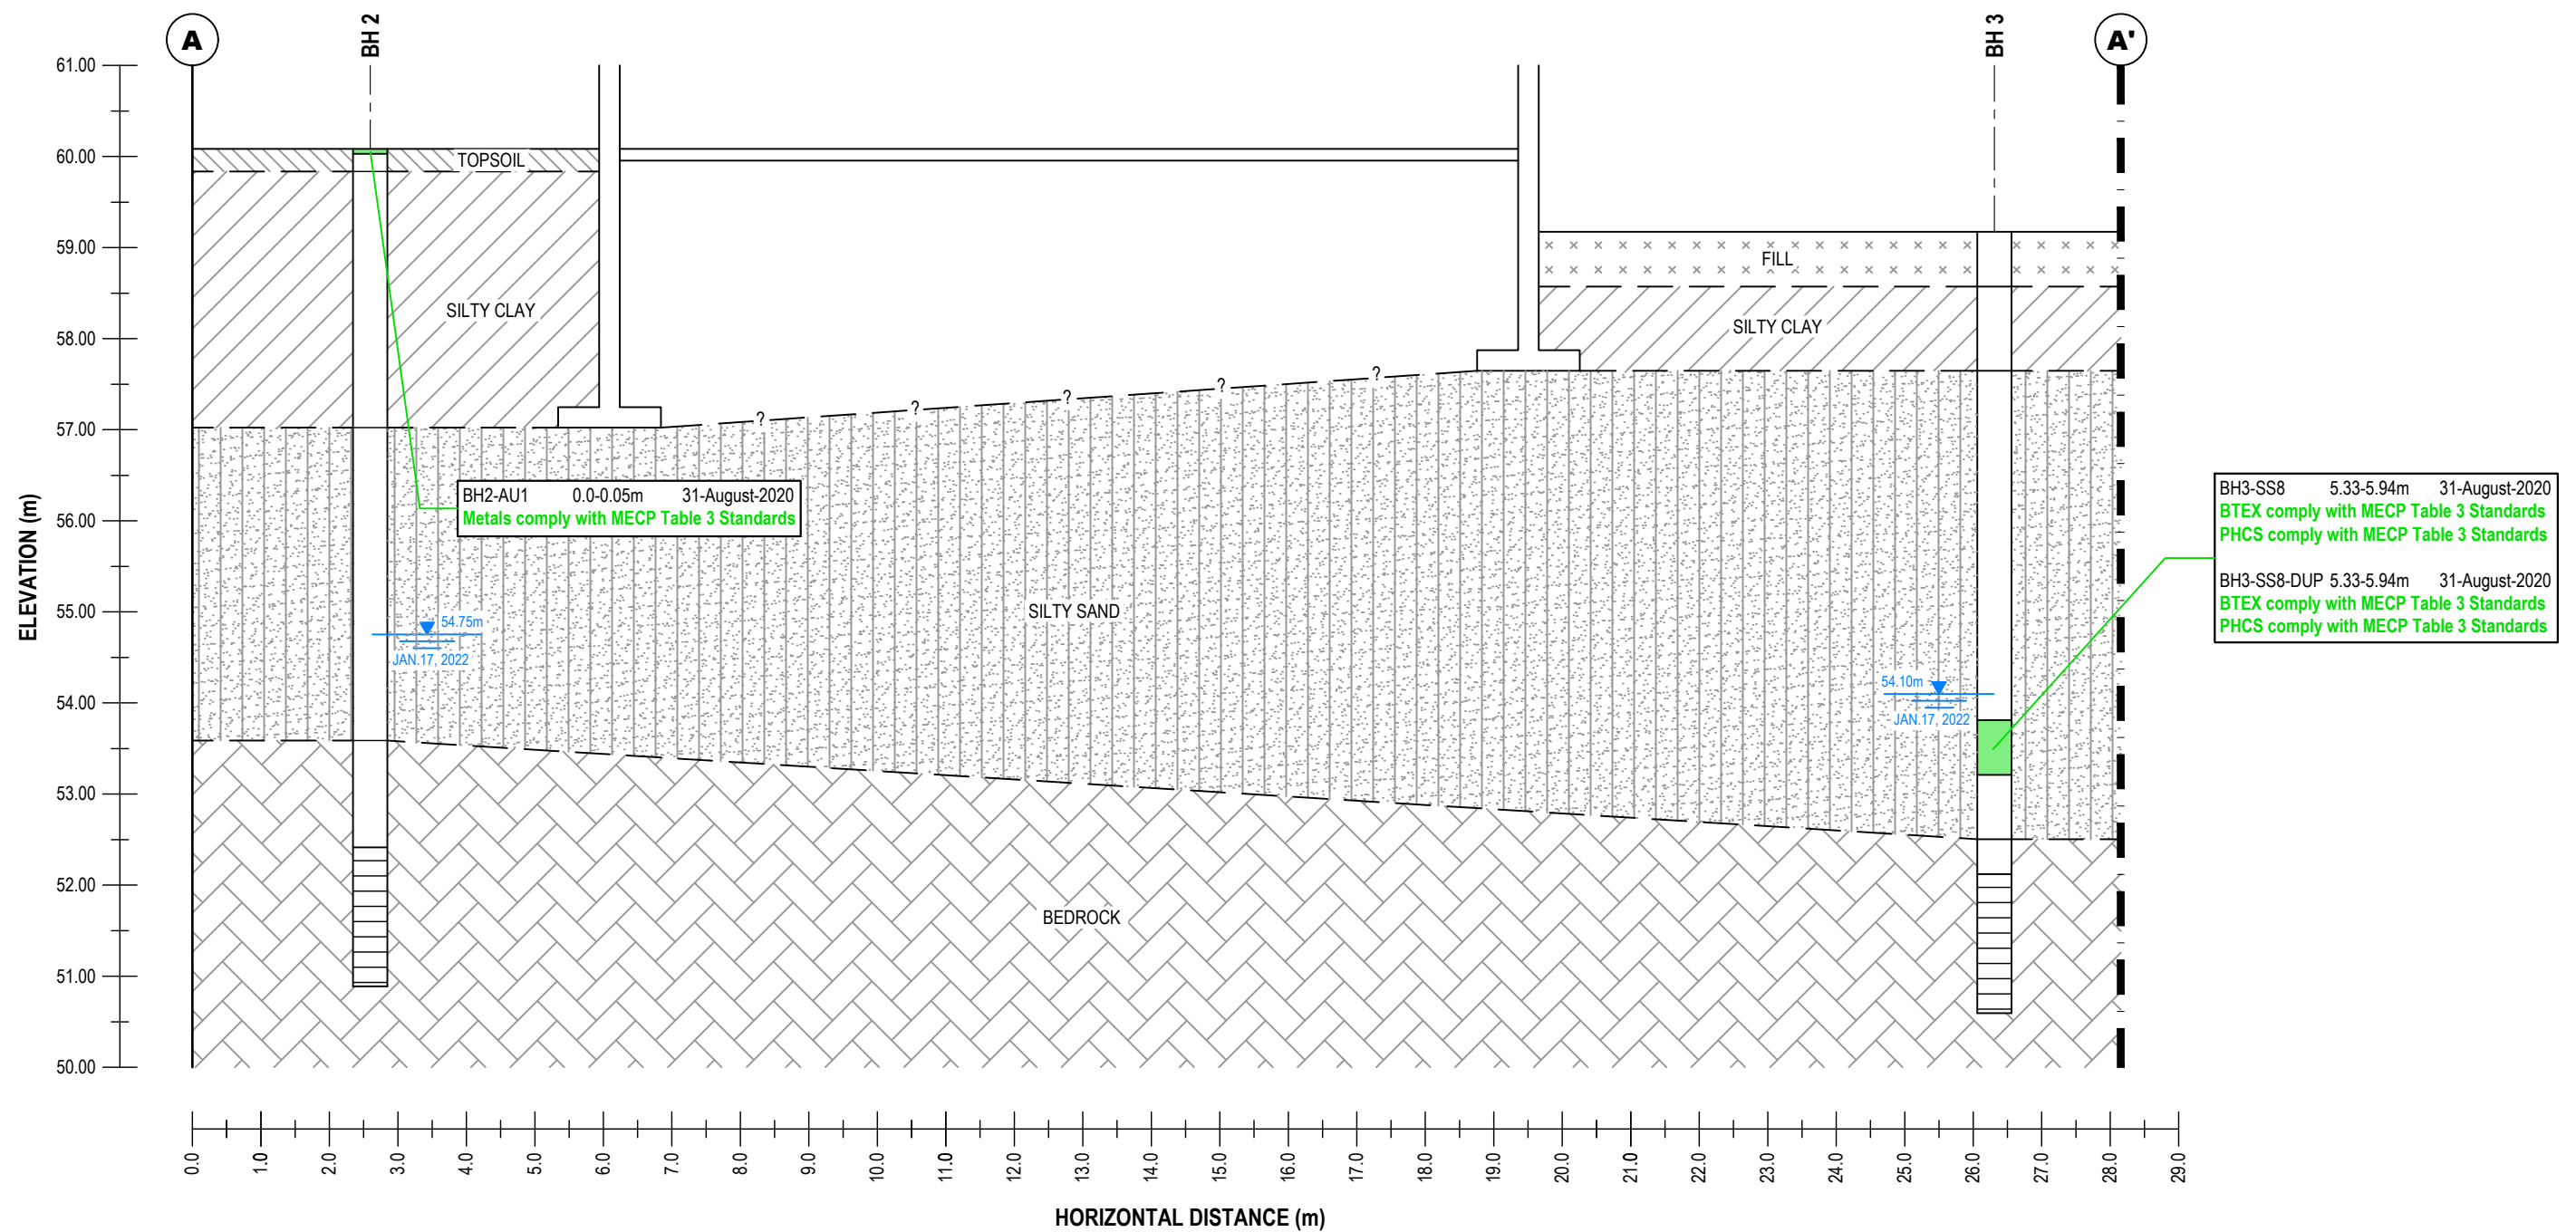 A
BH 2
BH 3
A'
61.00
60.00
59.00
58.00
57.00
56.00
55.00
54.00
53.00
52.00
51.00
50.00
ELEVATION (m)
TOPSOIL
SILTY CLAY
FILL
SILTY CLAY
?
?
?
?
?
BH2-AU1 0.0-0.05m 31-August-2020
Metals comply with MECP Table 3 Standards
BH3-SS8 5.33-5.94m 31-August-2020
BTEX comply with MECP Table 3 Standards
PHCS comply with MECP Table 3 Standards
BH3-SS8-DUP 5.33-5.94m 31-August-2020
BTEX comply with MECP Table 3 Standards
PHCS comply with MECP Table 3 Standards
SILTY SAND
54.75m
JAN.17, 2022
54.10m
JAN.17, 2022
BEDROCK
0.0 1.0 2.0 3.0 4.0 5.0 6.0 7.0 8.0 9.0 10.0 11.0 12.0 13.0 14.0 15.0 16.0 17.0 18.0 19.0 20.0 21.0 22.0 23.0 24.0 25.0 26.0 27.0 28.0 29.0
HORIZONTAL DISTANCE (m)